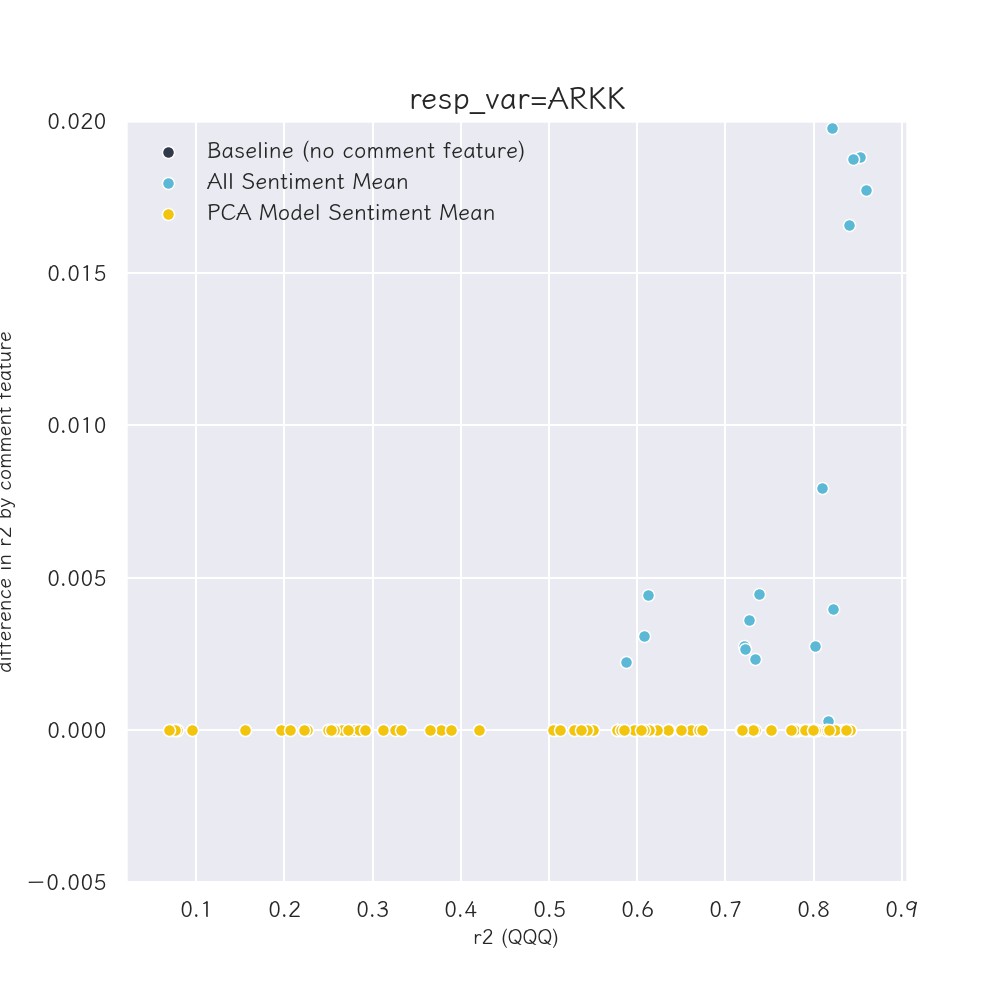 resp_var=ARKK
Baseline (no comment feature)
All Sentiment Mean
PCA Model Sentiment Mean
0.020
0.015
0.010
0.005
0.000
−0.005
difference in r2 by comment feature
0.1 0.2 0.3 0.4 0.5 0.6 0.7 0.8 0.9
r2 (QQQ)